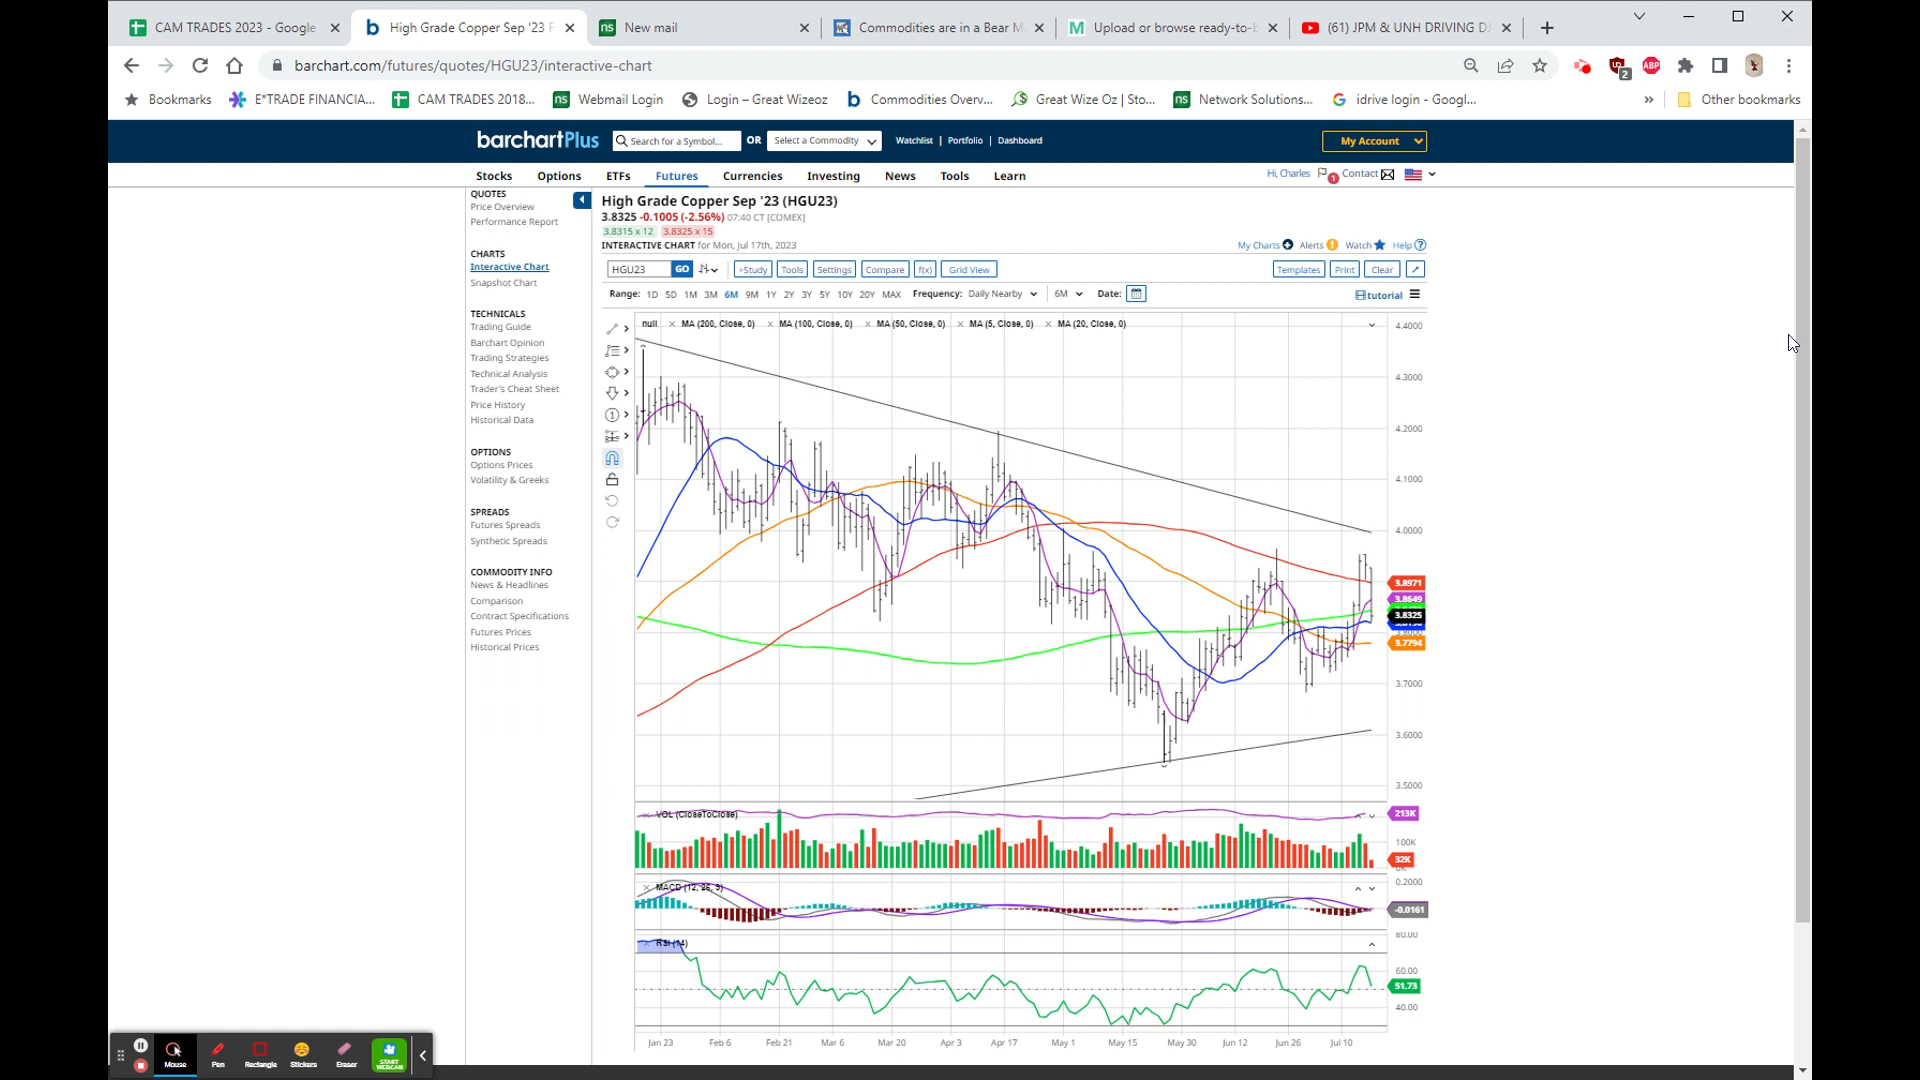 CAM TRADES 2023 - Google
High Grade Copper Sep '23 F
New mail
Commodities are in a Bear M
Upload or browse ready-to-b
(61) JPM & UNH DRIVING DJ
barchart.com/futures/quotes/HGU23/interactive-chart
2
ABP
Bookmarks
E*TRADE FINANCIA...
CAM TRADES 2018...
Webmail Login
Login – Great Wizeoz
Commodities Overv...
Great Wize Oz | Sto...
Network Solutions...
idrive login - Googl...
»
Other bookmarks
barchartPlus
Search for a Symbol...
OR
Select a Commodity
Watchlist | Portfolio | Dashboard
My Account
Stocks Options ETFs Futures Currencies Investing News Tools Learn
Hi, Charles 1 Contact
QUOTES
Price Overview
Performance Report
CHARTS
Interactive Chart
Snapshot Chart
TECHNICALS
Trading Guide
Barchart Opinion
Trading Strategies
Technical Analysis
Trader's Cheat Sheet
Price History
Historical Data
OPTIONS
Options Prices
Volatility & Greeks
SPREADS
Futures Spreads
Synthetic Spreads
COMMODITY INFO
News & Headlines
Comparison
Contract Specifications
Futures Prices
Historical Prices
High Grade Copper Sep '23 (HGU23)
3.8325 -0.1005 (-2.56%) 07:40 CT [COMEX]
3.8315 x 12 3.8325 x 15
INTERACTIVE CHART for Mon, Jul 17th, 2023
My Charts Alerts Watch Help
HGU23 GO +Study Tools Settings Compare f(x) Grid View
Templates Print Clear
Range: 1D 5D 1M 3M 6M 9M 1Y 2Y 3Y 5Y 10Y 20Y MAX Frequency: Daily Nearby 6M Date:
tutorial
null MA (200, Close, 0) MA (100, Close, 0) MA (50, Close, 0) MA (5, Close, 0) MA (20, Close, 0)
4.4000
4.3000
4.2000
4.1000
4.0000
3.8971
3.8649
3.8325
3.8000
3.7794
3.7000
3.6000
3.5000
VOL (CloseToClose)
213K
100K
32K
0K
MACD (12, 26, 9)
0.2000
-0.0161
RSI (14)
80.00
60.00
51.73
40.00
Jan 23 Feb 6 Feb 21 Mar 6 Mar 20 Apr 3 Apr 17 May 1 May 15 May 30 Jun 12 Jun 26 Jul 10
Mouse Pen Rectangle Stickers Eraser START WEBCAM